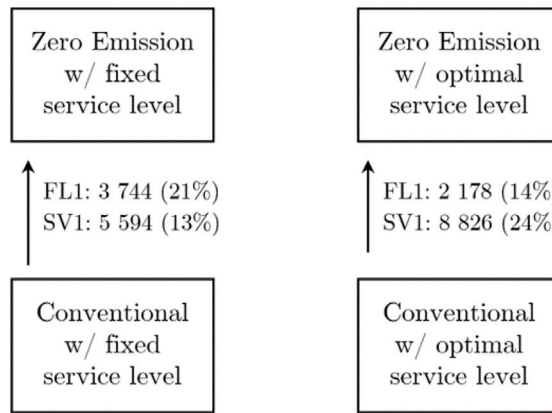 Zero Emission
w/ fixed
service level
Zero Emission
w/ optimal
service level
FL1: 3 744 (21%)
SV1: 5 594 (13%)
FL1: 2 178 (14%
SV1: 8 826 (24%
Conventional
w/ fixed
service level
Conventional
w/ optimal
service level